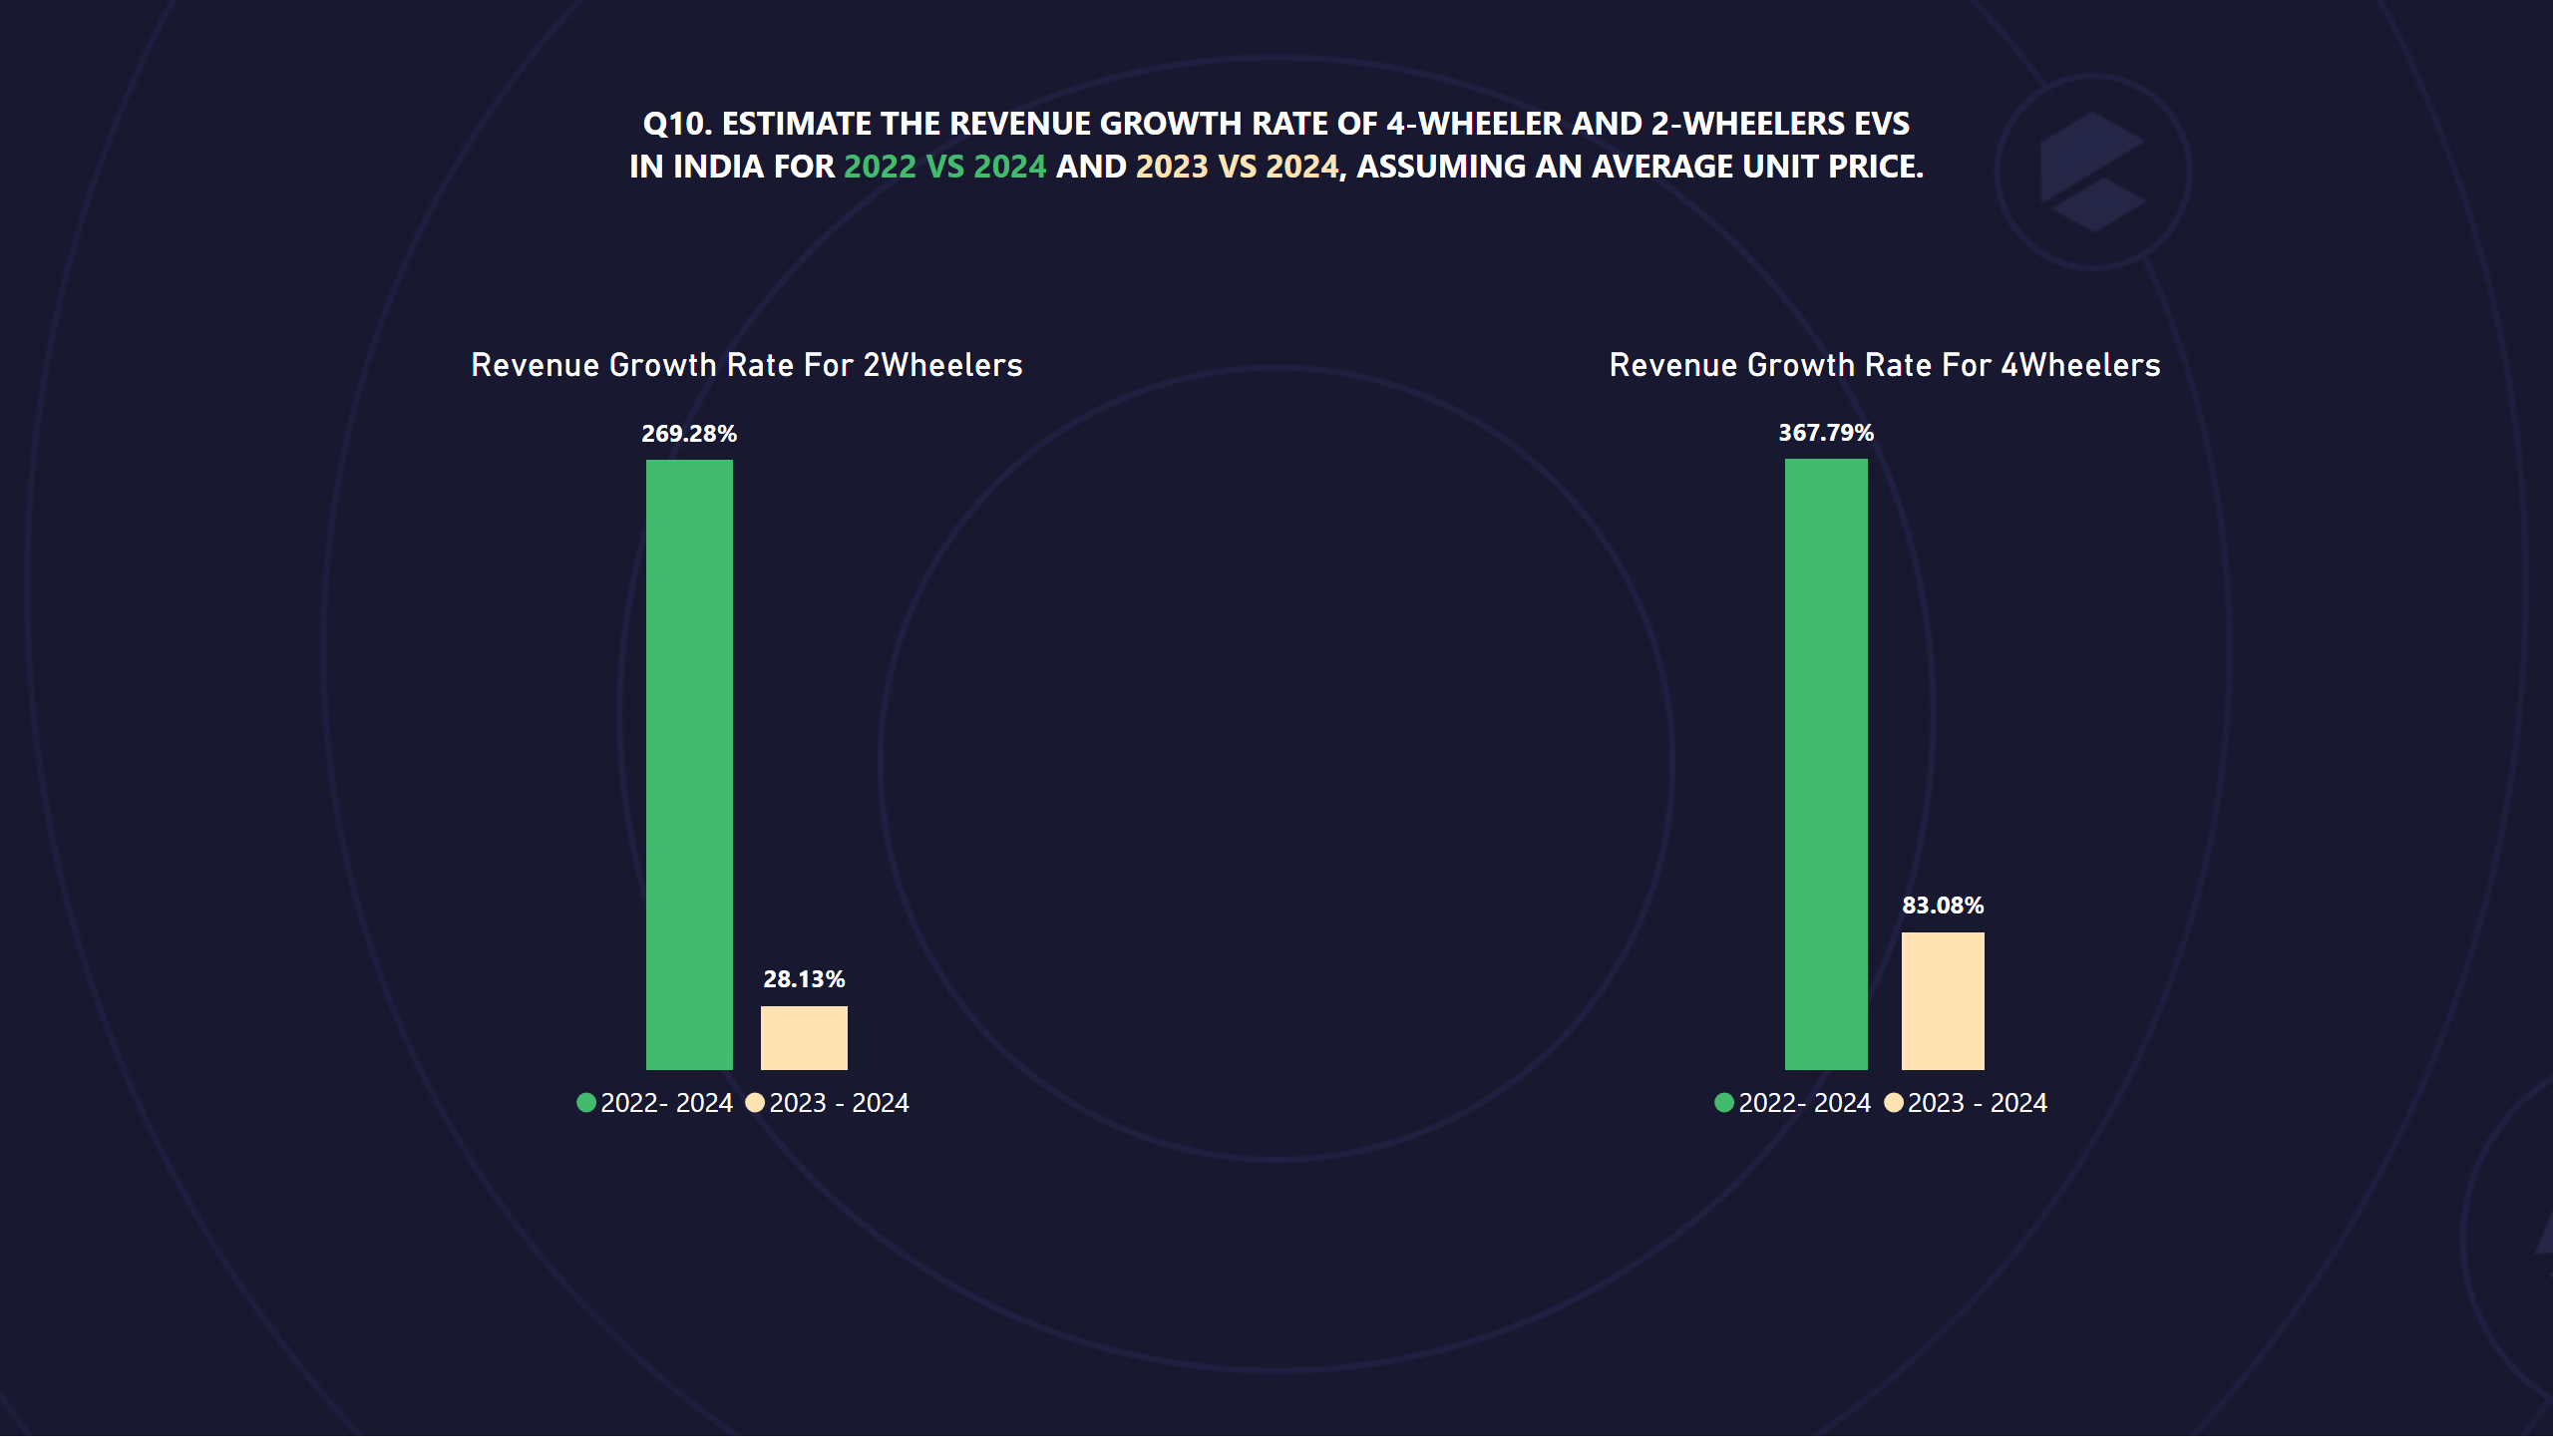 Q10. ESTIMATE THE REVENUE GROWTH RATE OF 4-WHEELER AND 2-WHEELERS EVS
IN INDIA FOR 2022 VS 2024 AND 2023 VS 2024, ASSUMING AN AVERAGE UNIT PRICE.
Revenue Growth Rate For 2Wheelers
269.28%
28.13%
2022- 2024 2023 - 2024
Revenue Growth Rate For 4Wheelers
367.79%
83.08%
2022- 2024 2023 - 2024